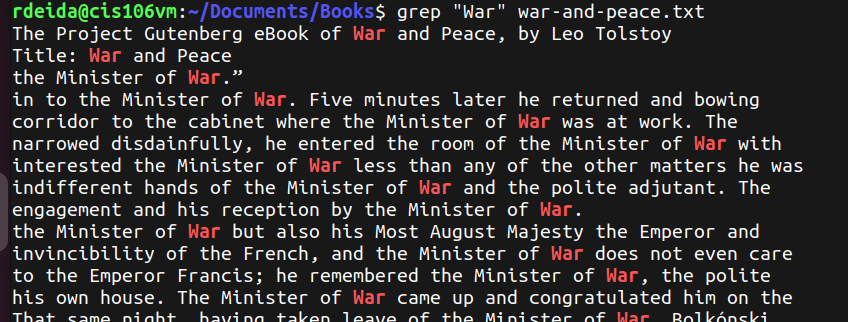 rdeida@cis106vm:~/Documents/Books$ grep "War" war-and-peace.txt
The Project Gutenberg eBook of War and Peace, by Leo Tolstoy
Title: War and Peace
the Minister of War.”
in to the Minister of War. Five minutes later he returned and bowing
corridor to the cabinet where the Minister of War was at work. The
narrowed disdainfully, he entered the room of the Minister of War with
interested the Minister of War less than any of the other matters he was
indifferent hands of the Minister of War and the polite adjutant. The
engagement and his reception by the Minister of War.
the Minister of War but also his Most August Majesty the Emperor and
invincibility of the French, and the Minister of War does not even care
to the Emperor Francis; he remembered the Minister of War, the polite
his own house. The Minister of War came up and congratulated him on the
That same night, having taken leave of the Minister of War, Bolkónski